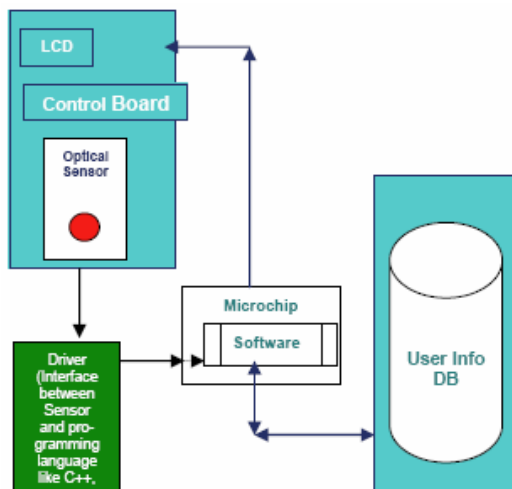 LCD
Control Board
Optical
Sensor
Microchip
Software
Driver
(Interface
between
Sensor
and pro-
gramming
language
like C++,
User Info
DB